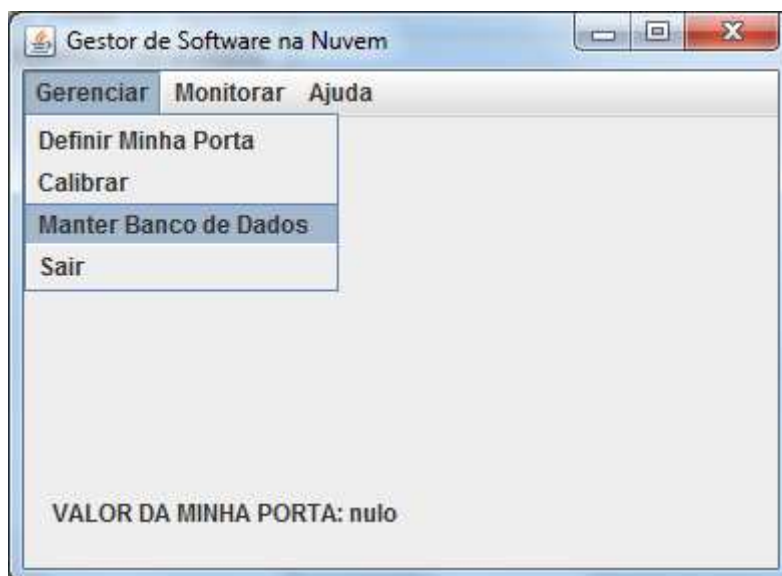 Gestor de Software na Nuvem
Gerenciar Monitorar Ajuda
Definir Minha Porta
Calibrar
Manter Banco de Dados
Sair
VALOR DA MINHA PORTA: nulo